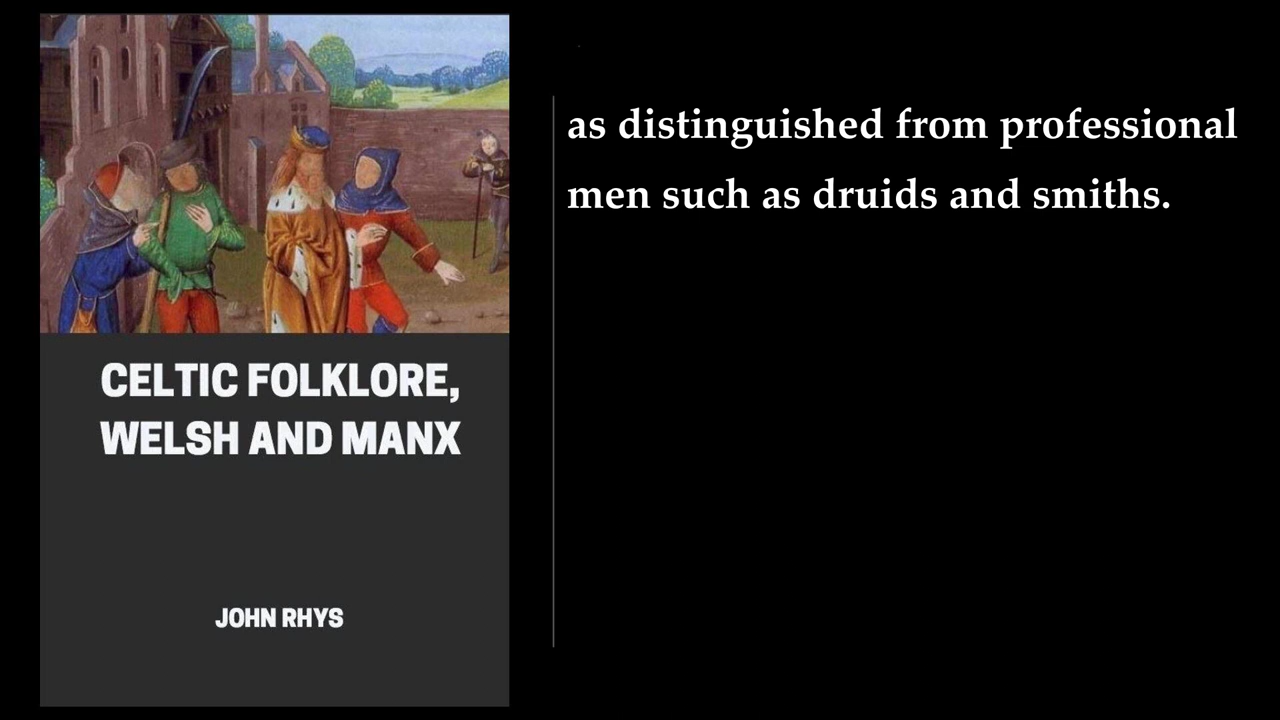 CELTIC FOLKLORE,
WELSH AND MANX
JOHN RHYS
as distinguished from professional
men such as druids and smiths.